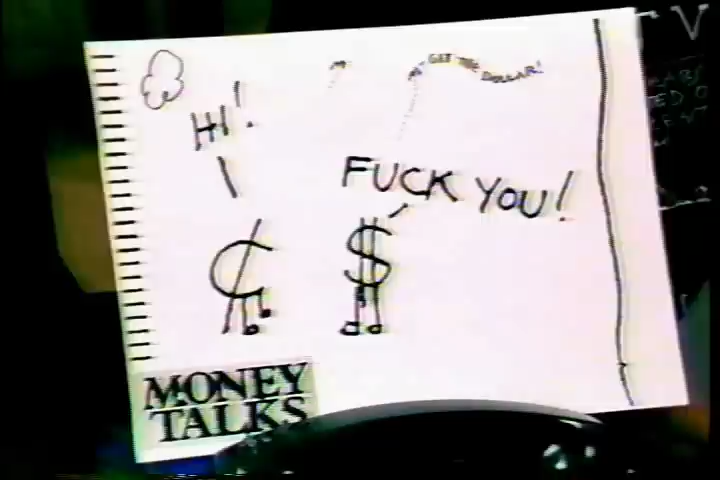 GET THE DOLLAR!
HI!
FUCK YOU!
¢
$
MONEY
TALKS